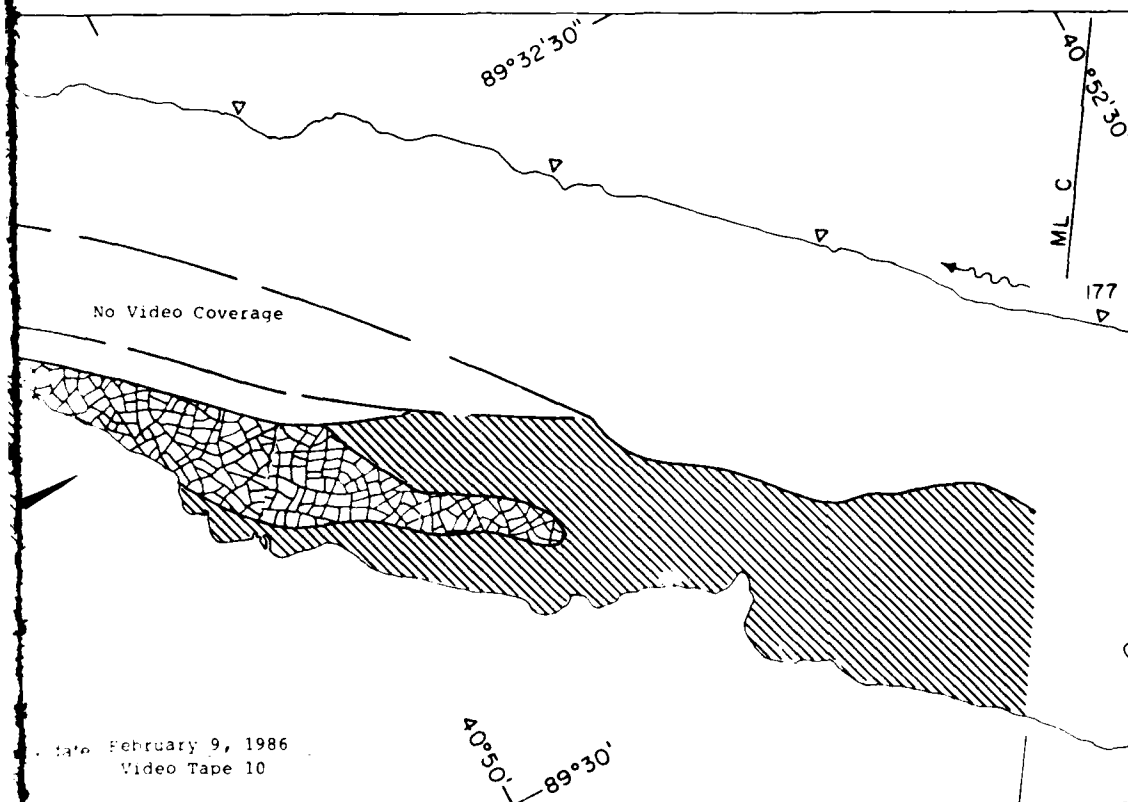 89°32'30"
40°52'30
ML C
177
No Video Coverage
date February 9, 1986
Video Tape 10
40°50'
89°30'